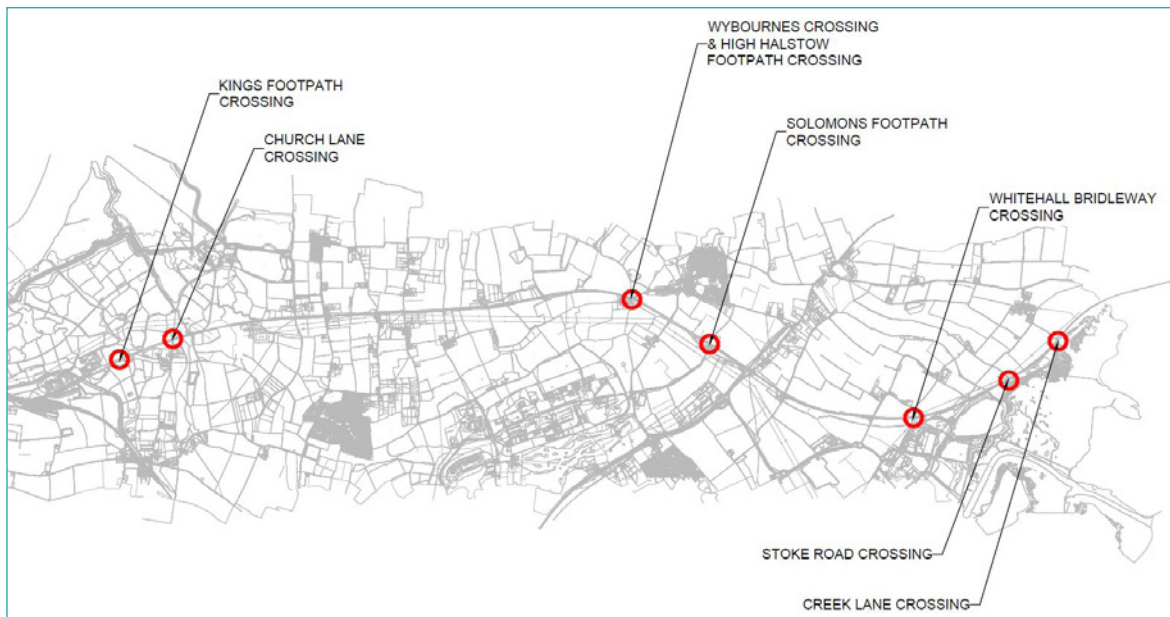 WYBOURNES CROSSING
& HIGH HALSTOW
FOOTPATH CROSSING
KINGS FOOTPATH
CROSSING
CHURCH LANE
CROSSING
SOLOMONS FOOTPATH
CROSSING
WHITEHALL BRIDLEWAY
CROSSING
STOKE ROAD CROSSING
CREEK LANE CROSSING